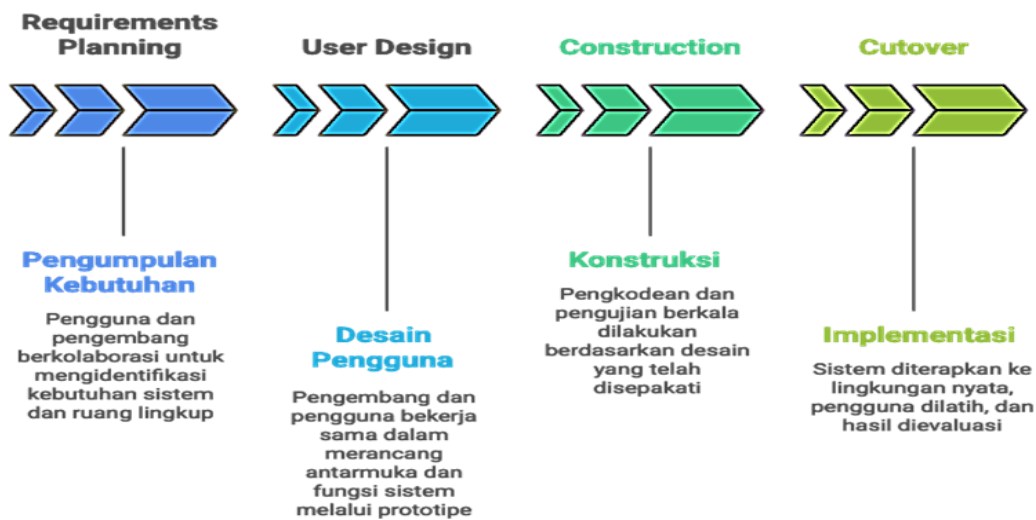 Requirements
Planning
User Design
Construction
Cutover
Pengumpulan
Kebutuhan
Pengguna dan
pengembang
berkolaborasi untuk
mengidentifikasi
kebutuhan sistem
dan ruang lingkup
Desain
Pengguna
Pengembang dan
pengguna bekerja
sama dalam
merancang
antarmuka dan
fungsi sistem
melalui prototipe
Konstruksi
Pengkodean dan
pengujian berkala
dilakukan
berdasarkan desain
yang telah
disepakati
Implementasi
Sistem diterapkan ke
lingkungan nyata,
pengguna dilatih, dan
hasil dievaluasi